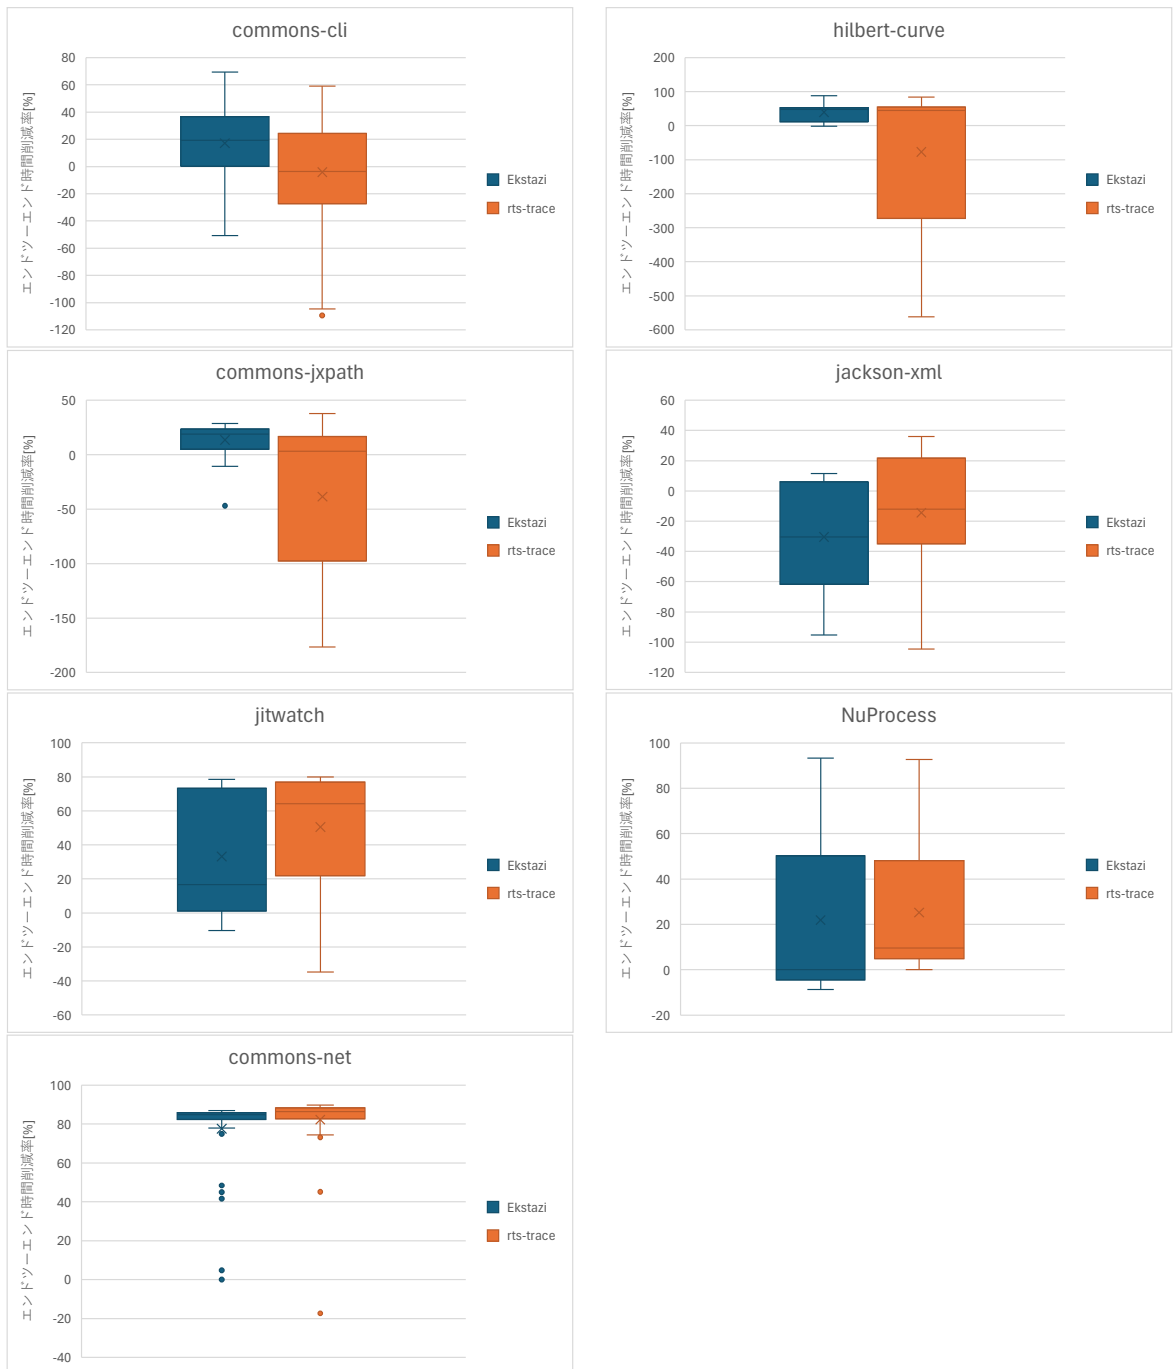 commons-cli
エンドツーエンド時間削減率[%]
80
60
40
20
0
-20
-40
-60
-80
-100
-120
Ekstazi
rts-trace
hilbert-curve
エンドツーエンド時間削減率[%]
200
100
0
-100
-200
-300
-400
-500
-600
Ekstazi
rts-trace
commons-jxpath
エンドツーエンド時間削減率[%]
50
0
-50
-100
-150
-200
Ekstazi
rts-trace
jackson-xml
エンドツーエンド時間削減率[%]
60
40
20
0
-20
-40
-60
-80
-100
-120
Ekstazi
rts-trace
jitwatch
エンドツーエンド時間削減率[%]
100
80
60
40
20
0
-20
-40
-60
Ekstazi
rts-trace
NuProcess
エンドツーエンド時間削減率[%]
100
80
60
40
20
0
-20
Ekstazi
rts-trace
commons-net
エンドツーエンド時間削減率[%]
100
80
60
40
20
0
-20
-40
Ekstazi
rts-trace